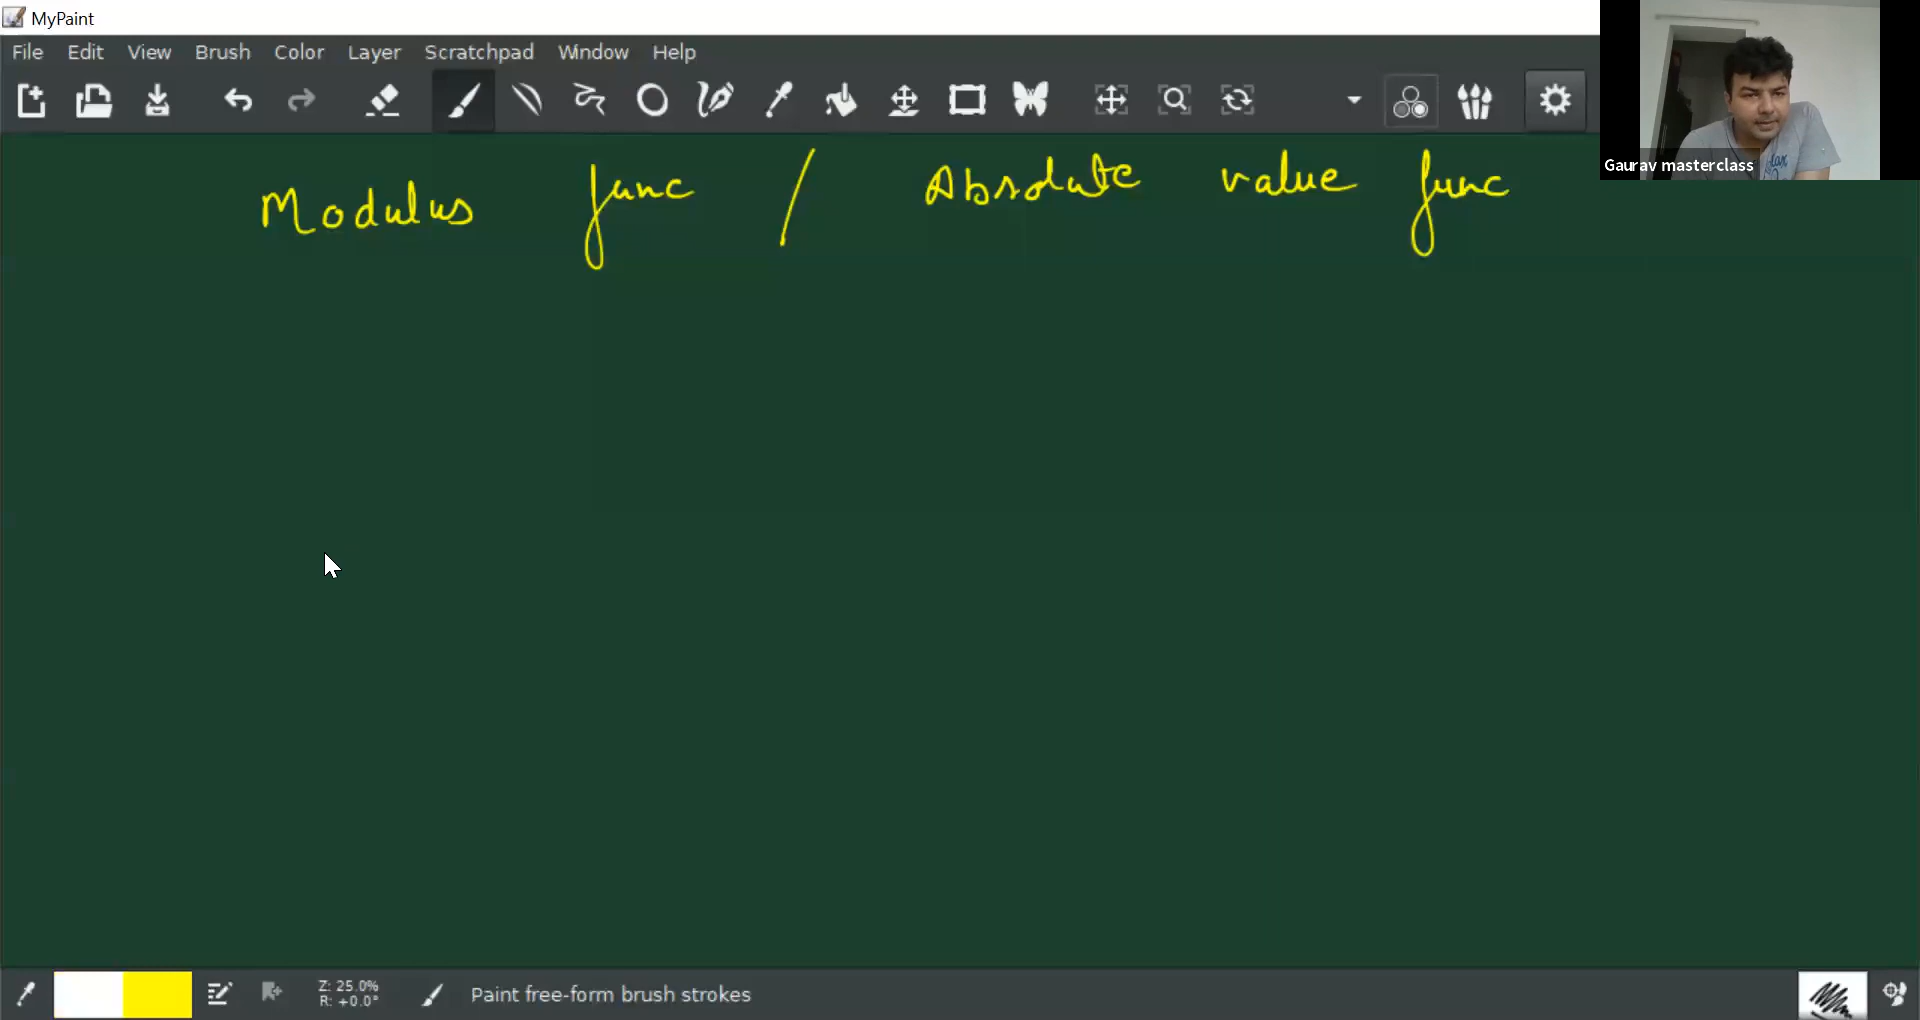 MyPaint
File Edit View Brush Color Layer Scratchpad Window Help
Gaurav masterclass
Modulus func / Absolute value func
Z: 25.0%
R: +0.0°
Paint free-form brush strokes